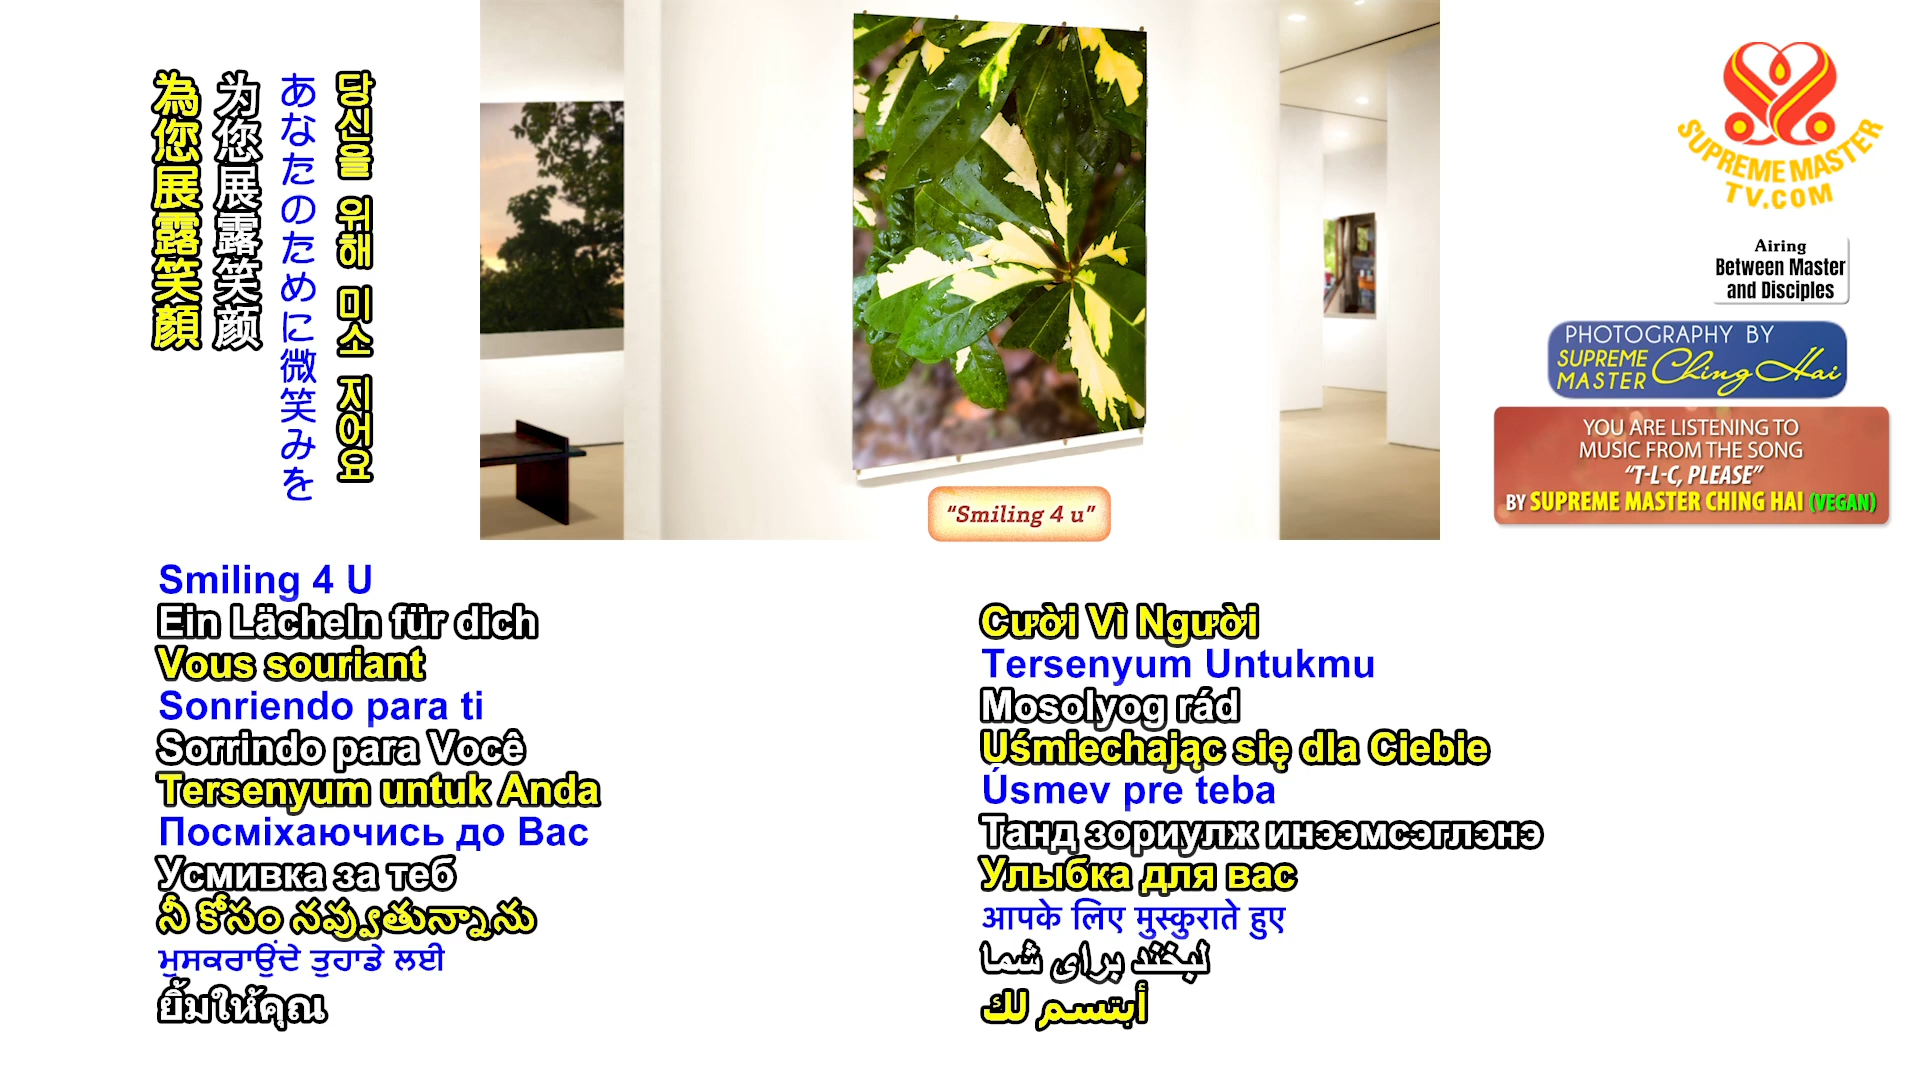 為您展露笑顏
为您展露笑颜
あなたのために微笑みを
당신을 위해 미소 지어요
"Smiling 4 u"
SUPREME MASTER
TV.COM
Airing
Between Master
and Disciples
PHOTOGRAPHY BY
SUPREME
MASTER Ching Hai
YOU ARE LISTENING TO
MUSIC FROM THE SONG
"T-L-C, PLEASE"
BY SUPREME MASTER CHING HAI (VEGAN)
Smiling 4 U
Ein Lächeln für dich
Vous souriant
Sonriendo para ti
Sorrindo para Você
Tersenyum untuk Anda
Посміхаючись до Вас
Усмивка за теб
నీ కోసం నవ్వుతున్నాను
ਮੁਸਕਰਾਉਂਦੇ ਤੁਹਾਡੇ ਲਈ
ยิ้มให้คุณ
Cười Vì Người
Tersenyum Untukmu
Mosolyog rád
Uśmiechając się dla Ciebie
Úsmev pre teba
Танд зориулж инээмсэглэнэ
Улыбка для вас
आपके लिए मुस्कुराते हुए
لبخند برای شما
أبتسم لك